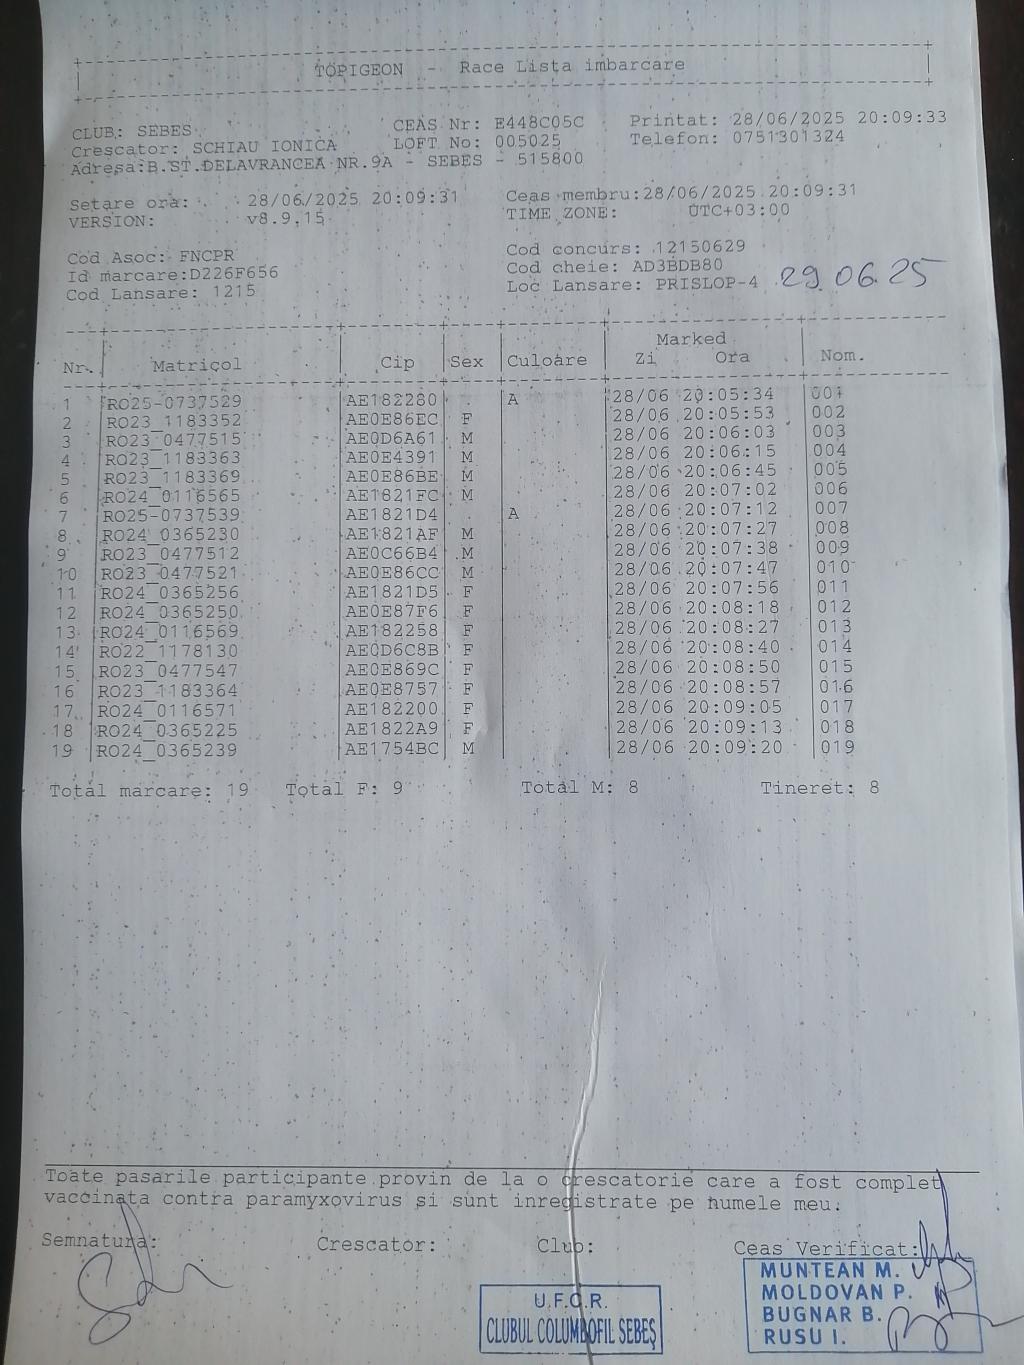 TOPIGEON - Race Lista imbarcare
CLUB: SEBES CEAS Nr: E448C05C Printat: 28/06/2025 20:09:33
Crescator: SCHIAU IONICA LOFT No: 005025 Telefon: 0751301324
Adresa:B.ST.DELAVRANCEA NR.9A - SEBES - 515800
Setare ora: 28/06/2025 20:09:31 Ceas membru:28/06/2025 20:09:31
VERSION: v8.9,15 TIME ZONE: UTC+03:00
Cod Asoc: FNCPR Cod concurs: 12150629
Id marcare:D226F656 Cod cheie: AD3BDB80
Cod Lansare: 1215 Loc Lansare: PRISLOP-4 29.06.25
Marked
Nr. Matricol Cip Sex Culoare Zi Ora Nom.
1 RO25-0737529 AE182280 . A 28/06 20:05:34 001
2 RO23_1183352 AE0E86EC F 28/06 20:05:53 002
3 RO23_0477515 AE0D6A61 M 28/06 20:06:03 003
4 RO23_1183363 AE0E4391 M 28/06 20:06:15 004
5 RO23_1183369 AE0E86BE M 28/06 20:06:45 005
6 RO24_0116565 AE1821FC M 28/06 20:07:02 006
7 RO25-0737539 AE1821D4 . A 28/06 20:07:12 007
8 RO24_0365230 AE1821AF M 28/06 20:07:27 008
9 RO23_0477512 AE0C66B4 M 28/06 20:07:38 009
10 RO23_0477521 AE0E86CC M 28/06 20:07:47 010
11 RO24_0365256 AE1821D5 F 28/06 20:07:56 011
12 RO24_0365250 AE0E87F6 F 28/06 20:08:18 012
13 RO24_0116569 AE182258 F 28/06 20:08:27 013
14 RO22_1178130 AE0D6C8B F 28/06 20:08:40 014
15 RO23_0477547 AE0E869C F 28/06 20:08:50 015
16 RO23_1183364 AE0E8757 F 28/06 20:08:57 016
17 RO24_0116571 AE182200 F 28/06 20:09:05 017
18 RO24_0365225 AE1822A9 F 28/06 20:09:13 018
19 RO24_0365239 AE1754BC M 28/06 20:09:20 019
Total marcare: 19 Total F: 9 Total M: 8 Tineret: 8
Toate pasarile participante provin de la o crescatorie care a fost complet
vaccinata contra paramyxovirus si sunt inregistrate pe numele meu.
Semnatura: Crescator: Club: Ceas Verificat:
MUNTEAN M.
MOLDOVAN P.
BUGNAR B.
RUSU I.
U.F.C.R.
CLUBUL COLUMBOFIL SEBEȘ